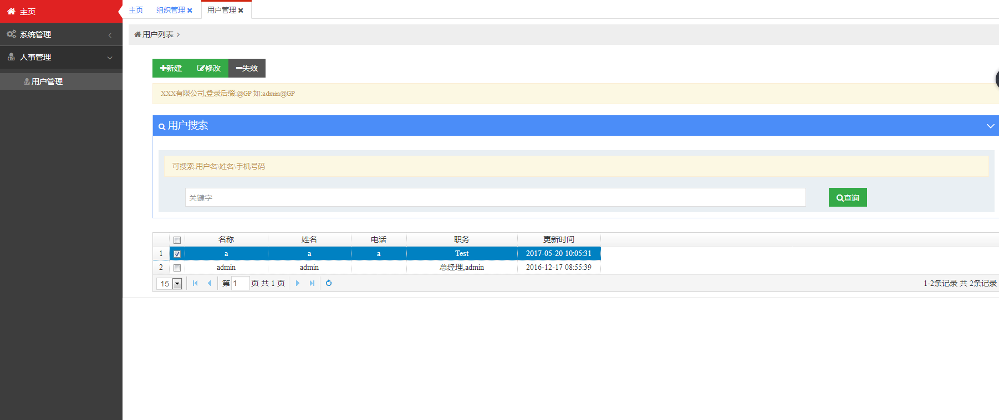 主页
系统管理
人事管理
用户管理
主页 组织管理 用户管理
用户列表
新建 修改 失效
XXX有限公司,登录后缀:@GP 如:admin@GP
用户搜索
可搜索:用户名\姓名\手机号码
关键字 查询
名称 姓名 电话 职务 更新时间
1 a a a Test 2017-05-20 10:05:31
2 admin admin 总经理,admin 2016-12-17 08:55:39
15 第 1 页 共 1 页 1-2条记录 共 2条记录